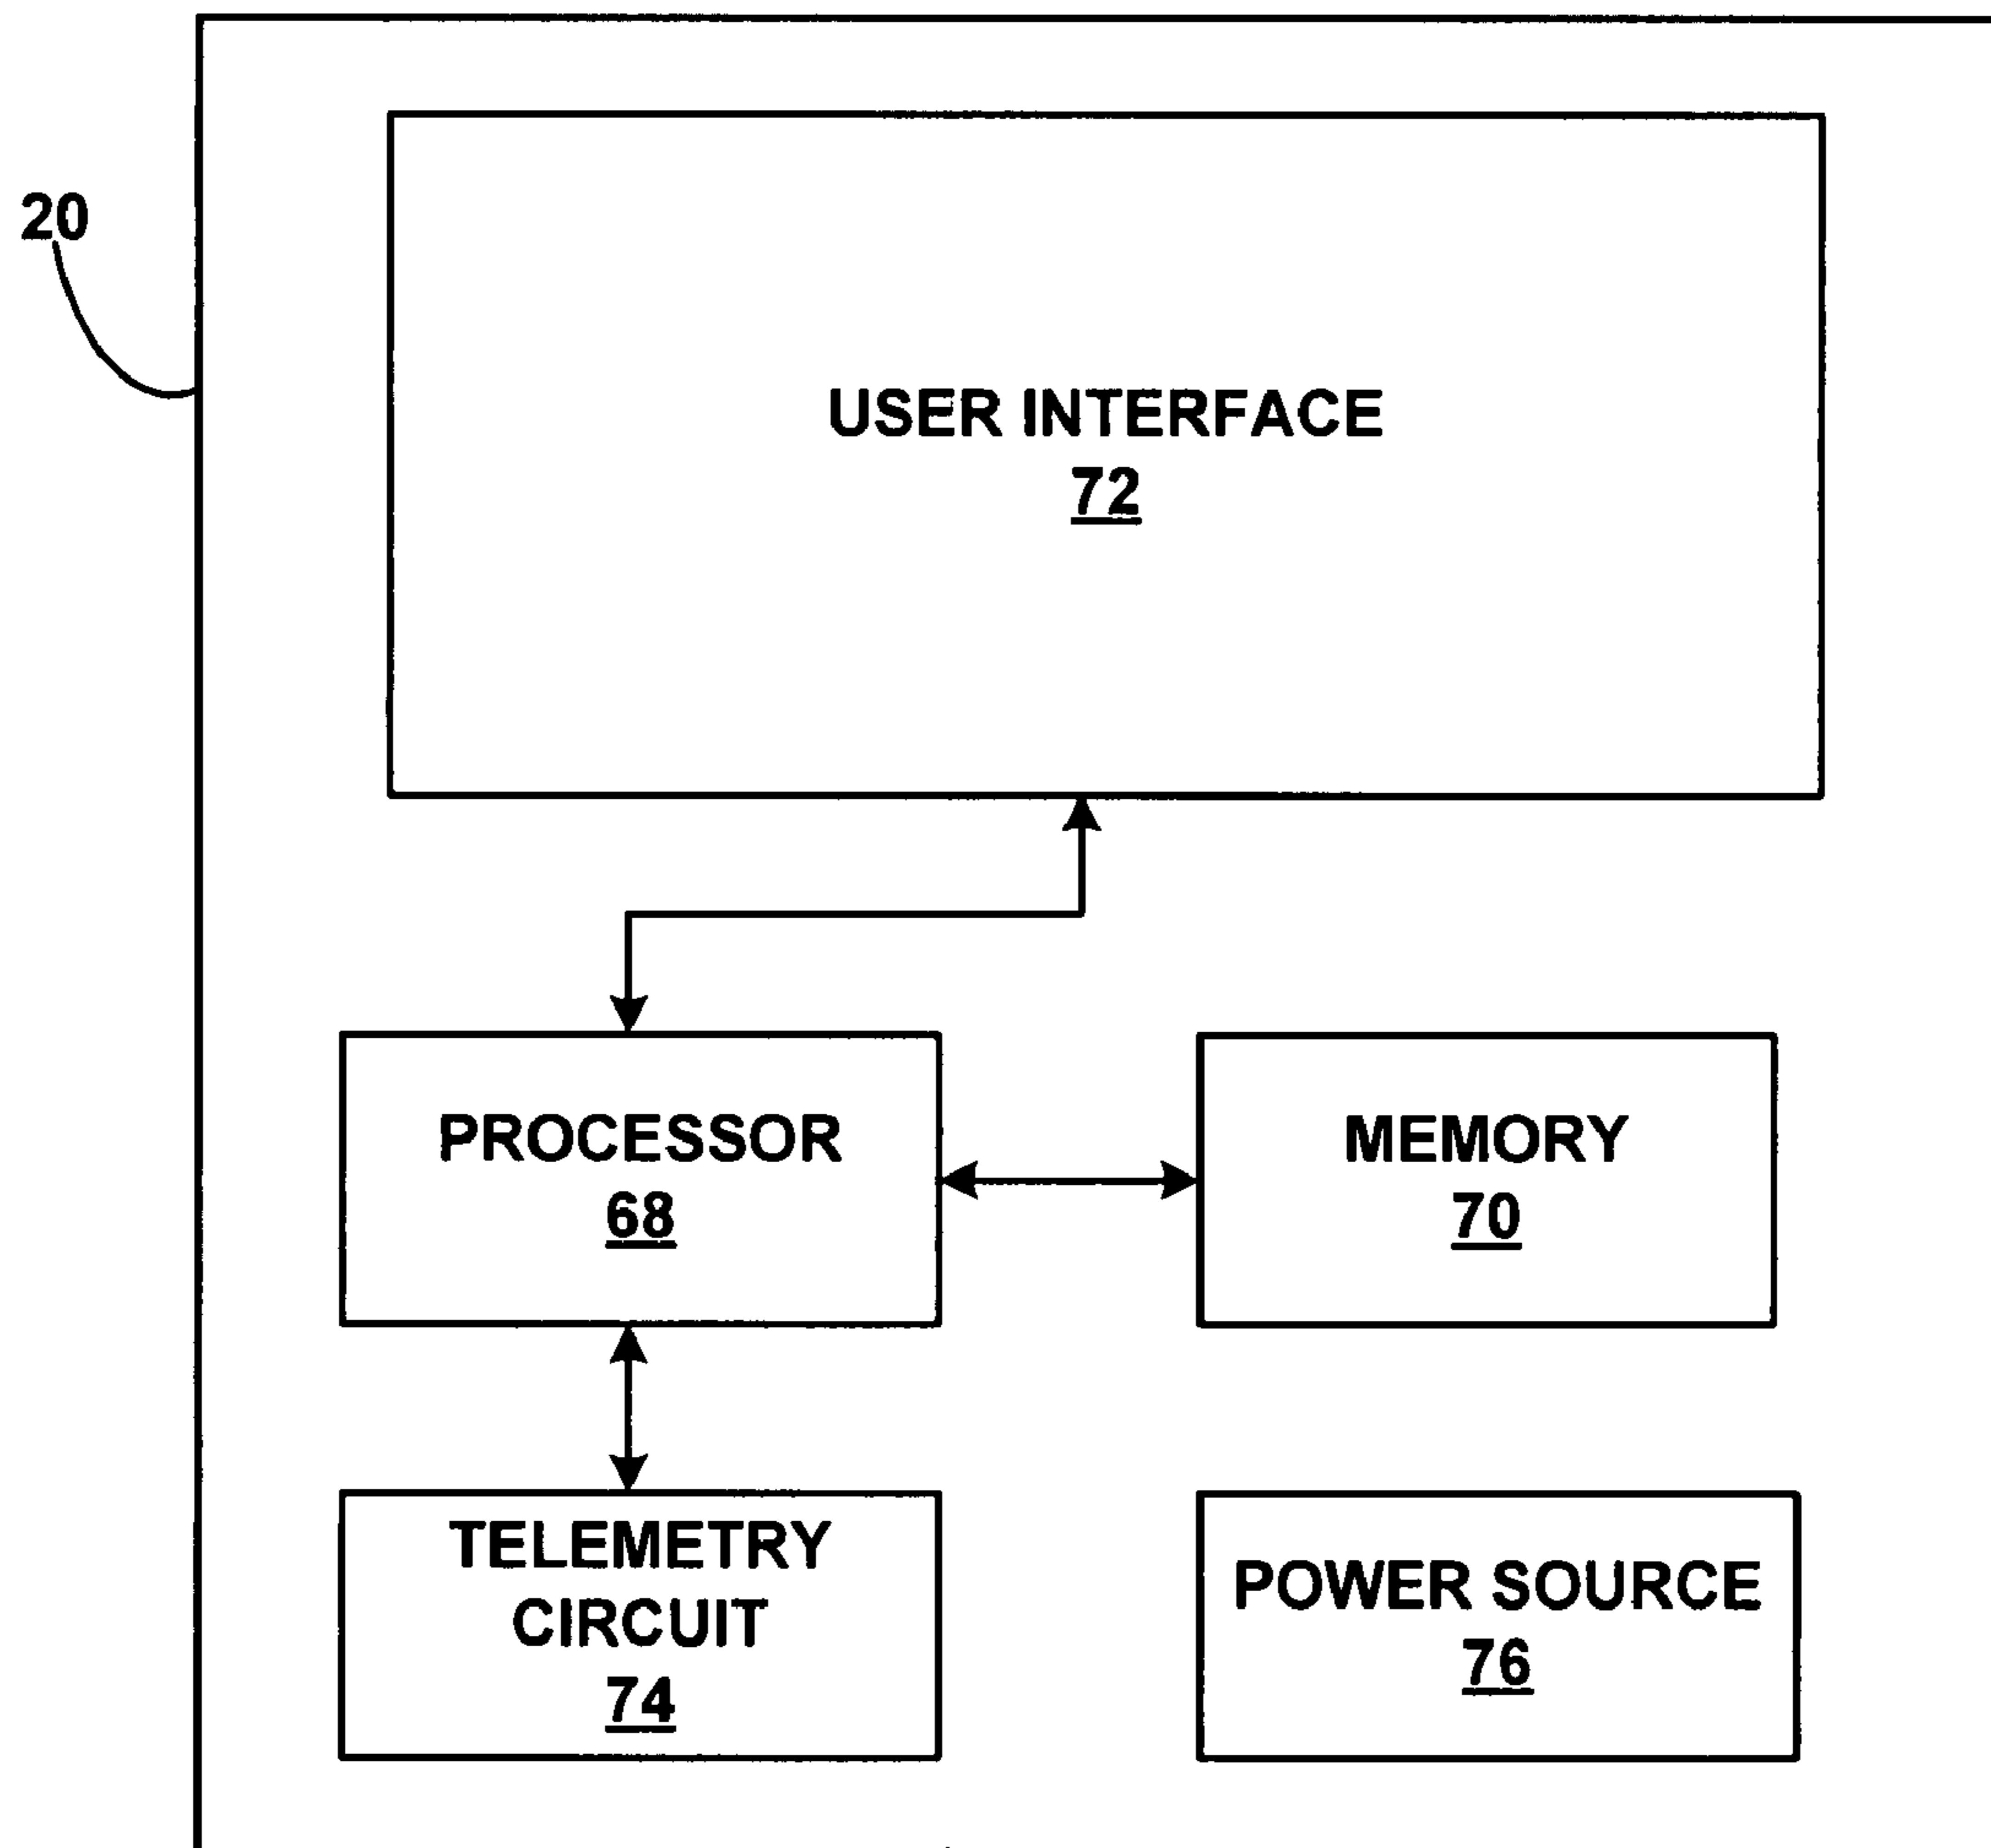 20
USER INTERFACE
72
PROCESSOR
68
MEMORY
70
TELEMETRY
CIRCUIT
74
POWER SOURCE
76